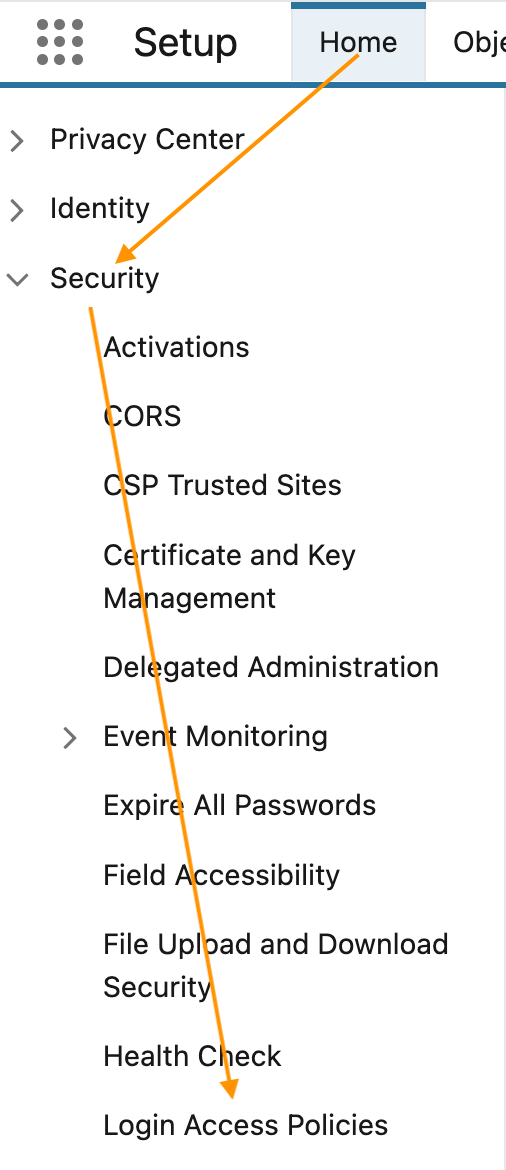 Setup
Home
Obje
Privacy Center
Identity
Security
Activations
CORS
CSP Trusted Sites
Certificate and Key
Management
Delegated Administration
Event Monitoring
Expire All Passwords
Field Accessibility
File Upload and Download
Security
Health Check
Login Access Policies